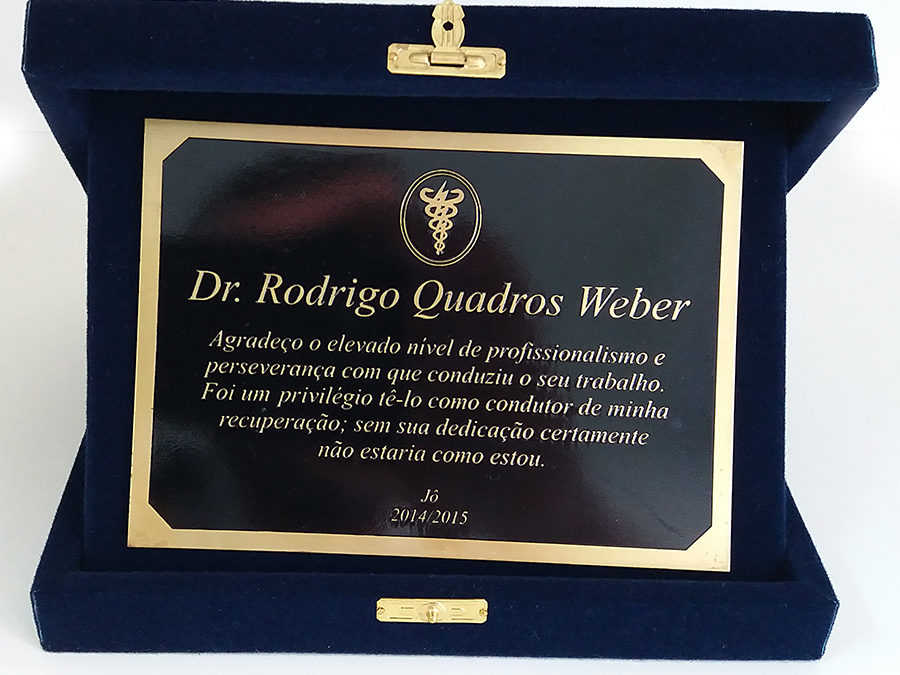 Dr. Rodrigo Quadros Weber
Agradeço o elevado nível de profissionalismo e
perseverança com que conduziu o seu trabalho.
Foi um privilégio tê-lo como condutor de minha
recuperação; sem sua dedicação certamente
não estaria como estou.
Jô
2014/2015